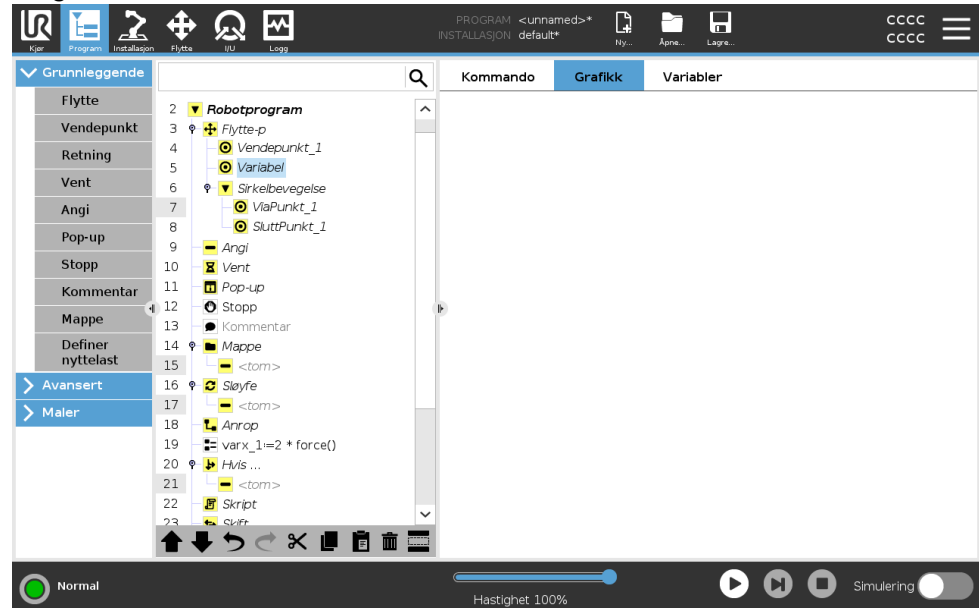 PROGRAM <unnamed>*
INSTALLASJON default*
CCCC
CCCC
Kjør
Program
Installasjon
Flytte
I/U
Logg
Ny...
Åpne...
Lagre...
Grunnleggende
Flytte
Vendepunkt
Retning
Vent
Angi
Pop-up
Stopp
Kommentar
Mappe
Definer
nyttelast
Avansert
Maler
2 Robotprogram
3 Flytte-p
4 Vendepunkt_1
5 Variabel
6 Sirkelbevegelse
7 ViaPunkt_1
8 SluttPunkt_1
9 Angi
10 Vent
11 Pop-up
12 Stopp
13 Kommentar
14 Mappe
15 <tom>
16 Sløyfe
17 <tom>
18 Anrop
19 varx_1:=2 * force()
20 Hvis ...
21 <tom>
22 Skript
23 Skift
Kommando
Grafikk
Variabler
Normal
Hastighet 100%
Simulering